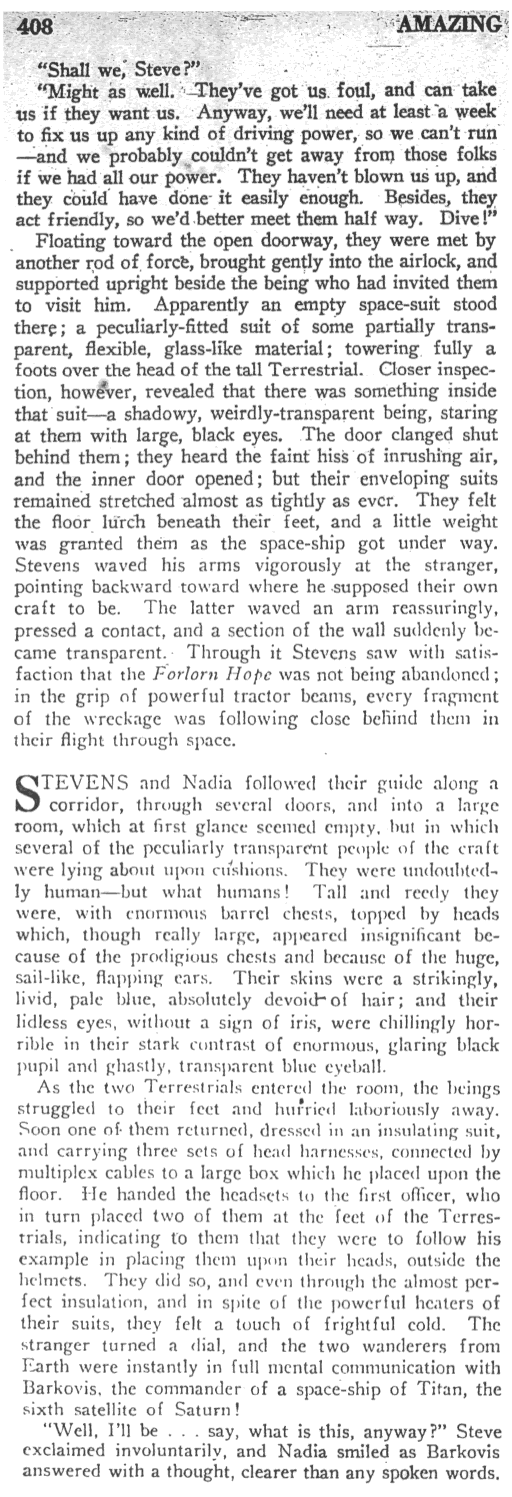 408 AMAZING
"Shall we, Steve?"
"Might as well. They've got us foul, and can take
us if they want us. Anyway, we'll need at least a week
to fix us up any kind of driving power, so we can't run
—and we probably couldn't get away from those folks
if we had all our power. They haven't blown us up, and
they could have done it easily enough. Besides, they
act friendly, so we'd better meet them half way. Dive!"
Floating toward the open doorway, they were met by
another rod of force, brought gently into the airlock, and
supported upright beside the being who had invited them
to visit him. Apparently an empty space-suit stood
there; a peculiarly-fitted suit of some partially trans-
parent, flexible, glass-like material; towering fully a
foots over the head of the tall Terrestrial. Closer inspec-
tion, however, revealed that there was something inside
that suit—a shadowy, weirdly-transparent being, staring
at them with large, black eyes. The door clanged shut
behind them; they heard the faint hiss of inrushing air,
and the inner door opened; but their enveloping suits
remained stretched almost as tightly as ever. They felt
the floor lurch beneath their feet, and a little weight
was granted them as the space-ship got under way.
Stevens waved his arms vigorously at the stranger,
pointing backward toward where he supposed their own
craft to be. The latter waved an arm reassuringly,
pressed a contact, and a section of the wall suddenly be-
came transparent. Through it Stevens saw with satis-
faction that the Forlorn Hope was not being abandoned;
in the grip of powerful tractor beams, every fragment
of the wreckage was following close behind them in
their flight through space.
STEVENS and Nadia followed their guide along a
corridor, through several doors, and into a large
room, which at first glance seemed empty, but in which
several of the peculiarly transparent people of the craft
were lying about upon cushions. They were undoubted-
ly human—but what humans! Tall and reedy they
were, with enormous barrel chests, topped by heads
which, though really large, appeared insignificant be-
cause of the prodigious chests and because of the huge,
sail-like, flapping ears. Their skins were a strikingly,
livid, pale blue, absolutely devoid of hair; and their
lidless eyes, without a sign of iris, were chillingly hor-
rible in their stark contrast of enormous, glaring black
pupil and ghastly, transparent blue eyeball.
As the two Terrestrials entered the room, the beings
struggled to their feet and hurried laboriously away.
Soon one of them returned, dressed in an insulating suit,
and carrying three sets of head harnesses, connected by
multiplex cables to a large box which he placed upon the
floor. He handed the headsets to the first officer, who
in turn placed two of them at the feet of the Terres-
trials, indicating to them that they were to follow his
example in placing them upon their heads, outside the
helmets. They did so, and even through the almost per-
fect insulation, and in spite of the powerful heaters of
their suits, they felt a touch of frightful cold. The
stranger turned a dial, and the two wanderers from
Earth were instantly in full mental communication with
Barkovis, the commander of a space-ship of Titan, the
sixth satellite of Saturn!
"Well, I'll be . . . say, what is this, anyway?" Steve
exclaimed involuntarily, and Nadia smiled as Barkovis
answered with a thought, clearer than any spoken words.